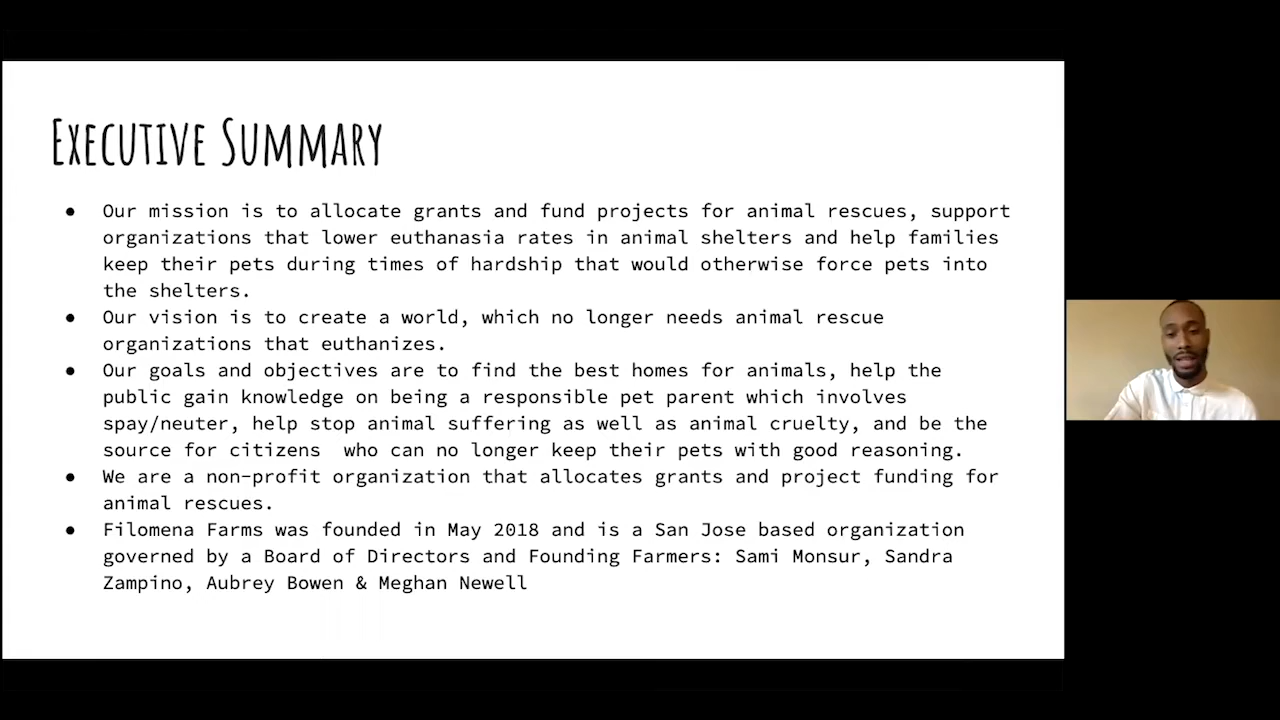 Executive Summary
● Our mission is to allocate grants and fund projects for animal rescues, support
organizations that lower euthanasia rates in animal shelters and help families
keep their pets during times of hardship that would otherwise force pets into
the shelters.
● Our vision is to create a world, which no longer needs animal rescue
organizations that euthanizes.
● Our goals and objectives are to find the best homes for animals, help the
public gain knowledge on being a responsible pet parent which involves
spay/neuter, help stop animal suffering as well as animal cruelty, and be the
source for citizens  who can no longer keep their pets with good reasoning.
● We are a non-profit organization that allocates grants and project funding for
animal rescues.
● Filomena Farms was founded in May 2018 and is a San Jose based organization
governed by a Board of Directors and Founding Farmers: Sami Monsur, Sandra
Zampino, Aubrey Bowen & Meghan Newell